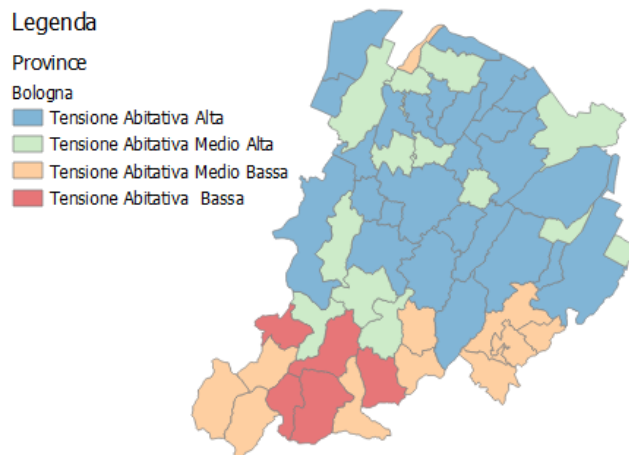 Legenda
Province
Bologna
Tensione Abitativa Alta
Tensione Abitativa Medio Alta
Tensione Abitativa Medio Bassa
Tensione Abitativa Bassa